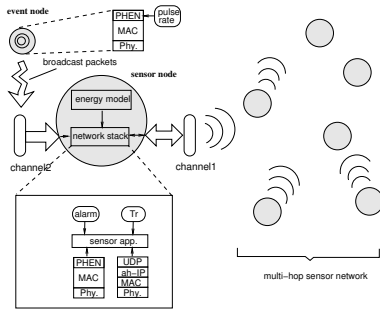 event node
PHEN
MAC
Phy.
pulse
rate
broadcast packets
sensor node
energy model
network stack
channel2
channel1
alarm
Tr
sensor app.
PHEN
MAC
Phy.
UDP
ah-IP
MAC
Phy.
multi-hop sensor network